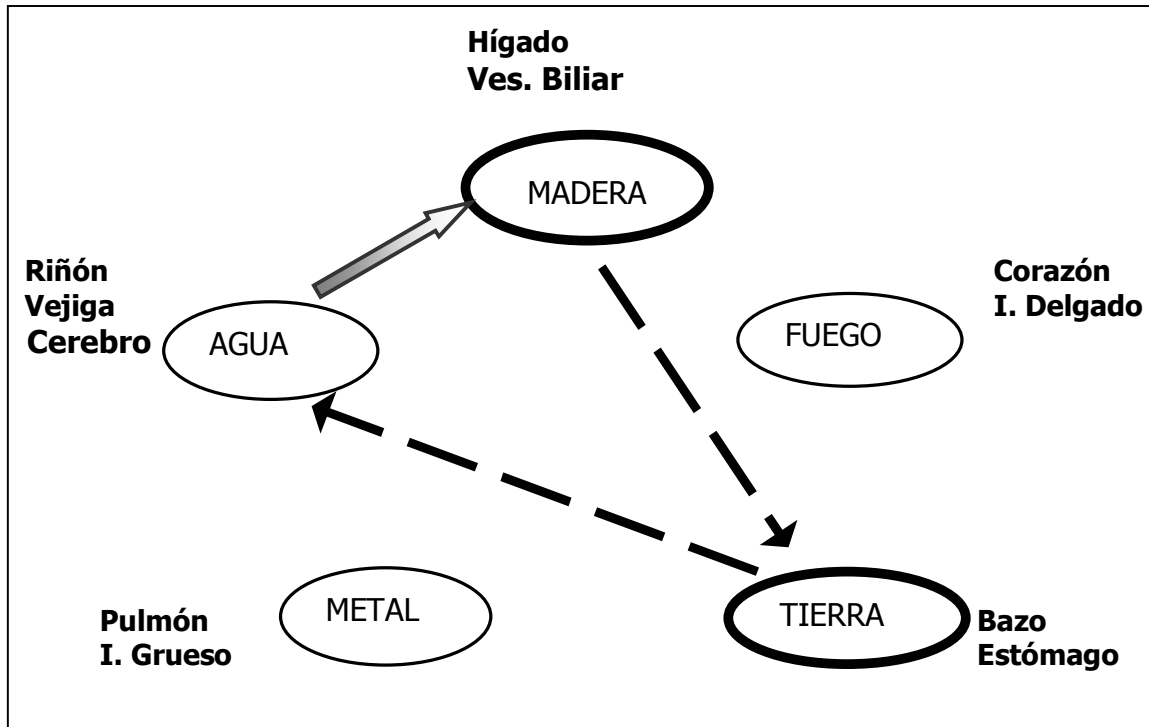 Hígado
Ves. Biliar
MADERA
Riñón
Vejiga
Cerebro
AGUA
FUEGO
Corazón
I. Delgado
Pulmón
I. Grueso
METAL
TIERRA
Bazo
Estómago